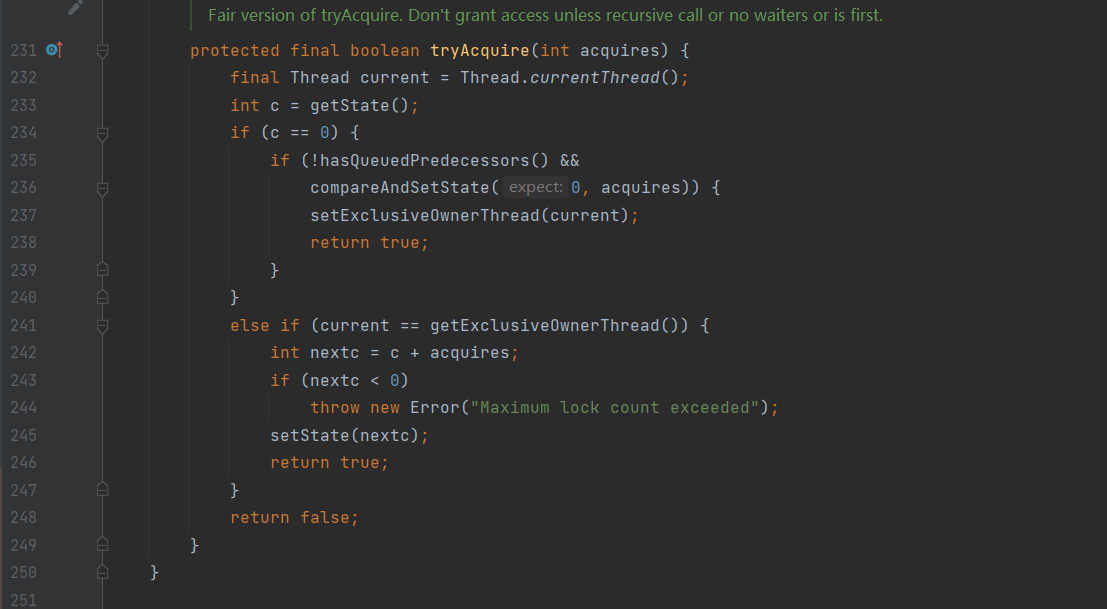 Fair version of tryAcquire. Don't grant access unless recursive call or no waiters or is first.
231 protected final boolean tryAcquire(int acquires) {
232 final Thread current = Thread.currentThread();
233 int c = getState();
234 if (c == 0) {
235 if (!hasQueuedPredecessors() &&
236 compareAndSetState( expect: 0, acquires)) {
237 setExclusiveOwnerThread(current);
238 return true;
239 }
240 }
241 else if (current == getExclusiveOwnerThread()) {
242 int nextc = c + acquires;
243 if (nextc < 0)
244 throw new Error("Maximum lock count exceeded");
245 setState(nextc);
246 return true;
247 }
248 return false;
249 }
250 }
251